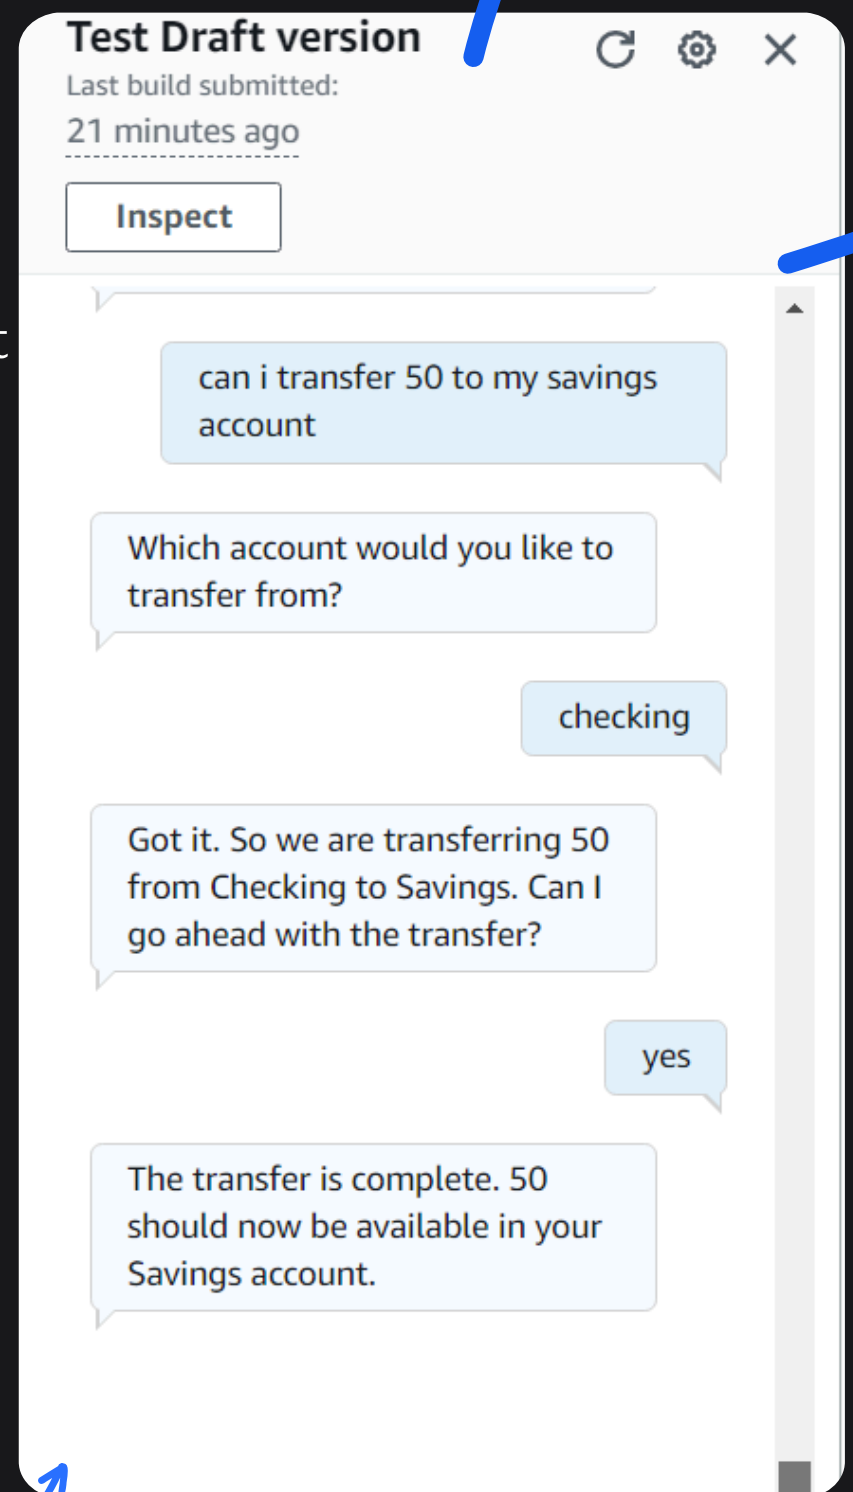 Test Draft version
Last build submitted:
21 minutes ago
Inspect
t
can i transfer 50 to my savings
account
Which account would you like to
transfer from?
checking
Got it. So we are transferring 50
from Checking to Savings. Can I
go ahead with the transfer?
yes
The transfer is complete. 50
should now be available in your
Savings account.